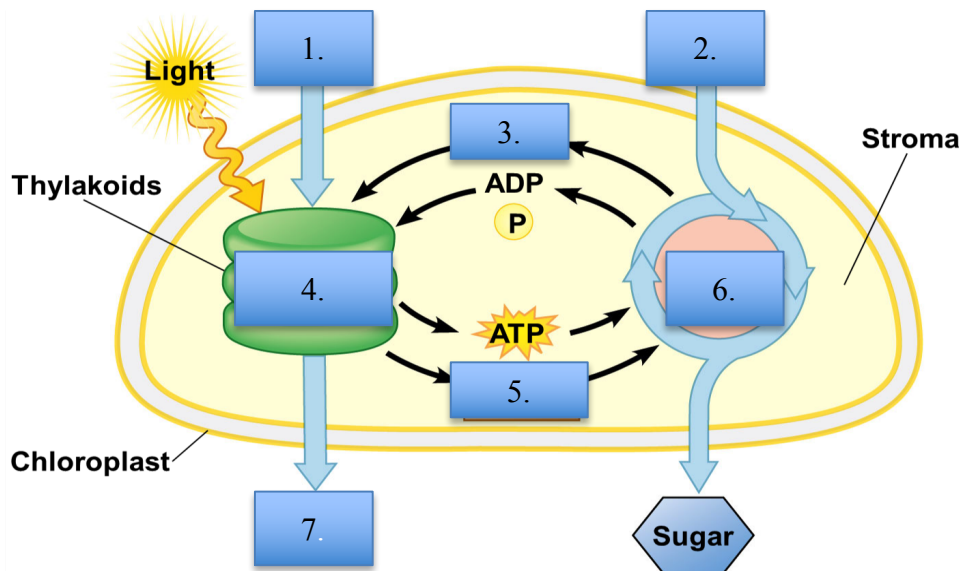 1.
2.
Light
3.
Stroma
Thylakoids
ADP
P
4.
6.
ATP
5.
Chloroplast
7.
Sugar